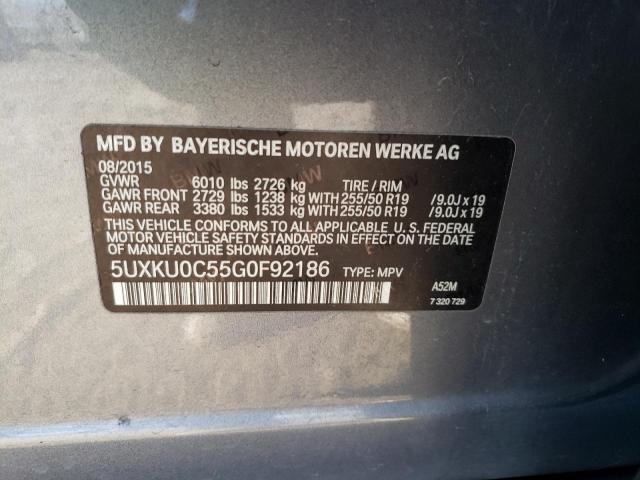 MFD BY BAYERISCHE MOTOREN WERKE AG
08/2015
GVWR 6010 lbs 2726 kg TIRE / RIM
GAWR FRONT 2729 lbs 1238 kg WITH 255/50 R19 /9.0J x 19
GAWR REAR 3380 lbs 1533 kg WITH 255/50 R19 /9.0J x 19
THIS VEHICLE CONFORMS TO ALL APPLICABLE U. S. FEDERAL
MOTOR VEHICLE SAFETY STANDARDS IN EFFECT ON THE
DATE OF MANUFACTURE SHOWN ABOVE.
5UXKU0C55G0F92186 TYPE: MPV
A52M
7 320 729